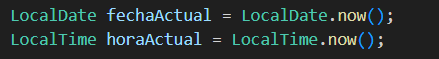 LocalDate fechaActual = LocalDate.now();
LocalTime horaActual = LocalTime.now();